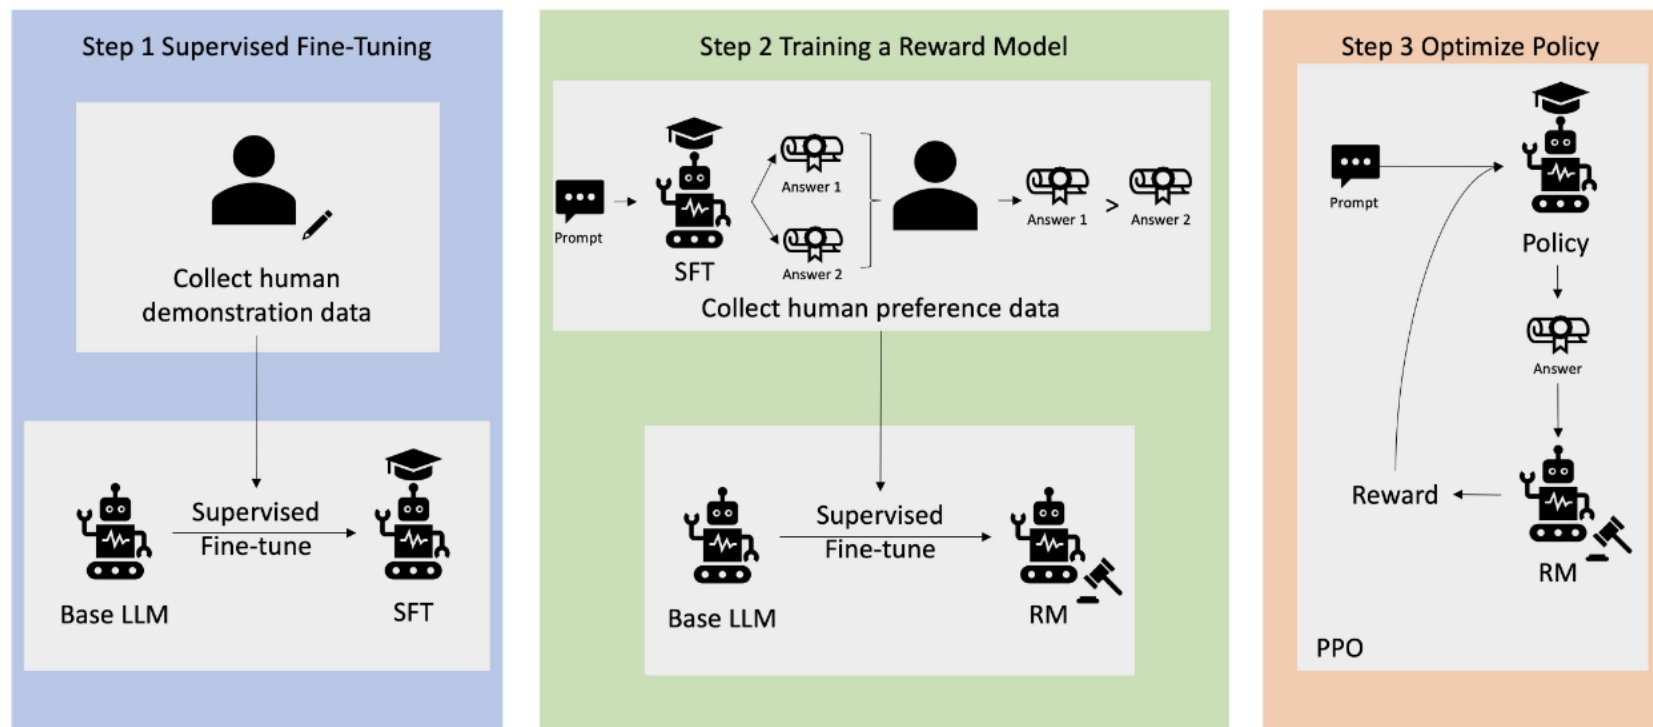 Step 1 Supervised Fine-Tuning
Collect human
demonstration data
Supervised
Fine-tune
Base LLM
SFT
Step 2 Training a Reward Model
Prompt
SFT
Answer 1
Answer 2
Answer 1
>
Answer 2
Collect human preference data
Supervised
Fine-tune
Base LLM
RM
Step 3 Optimize Policy
Prompt
Policy
Answer
Reward
RM
PPO